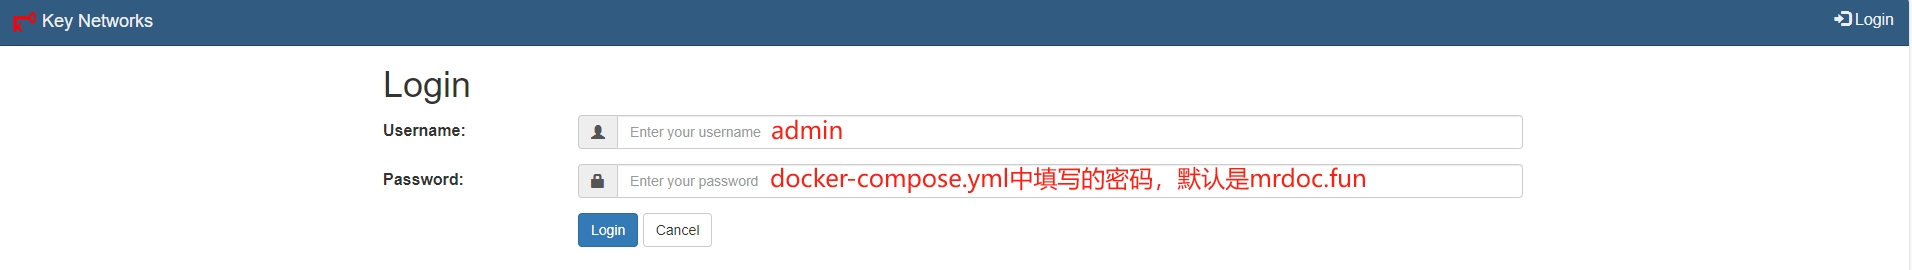 Key Networks
Login
Login
Username:
Enter your username admin
Password:
Enter your password docker-compose.yml中填写的密码，默认是mrdoc.fun
Login Cancel